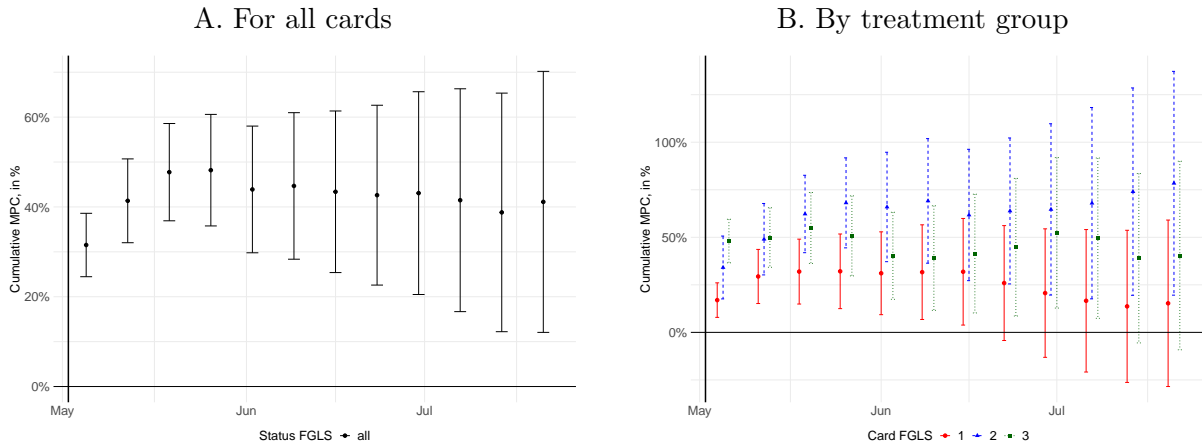 A. For all cards
Cumulative MPC, in %
60%
40%
20%
0%
May
Jun
Jul
Status FGLS
all
B. By treatment group
Cumulative MPC, in %
100%
50%
0%
May
Jun
Jul
Card FGLS
1
2
3